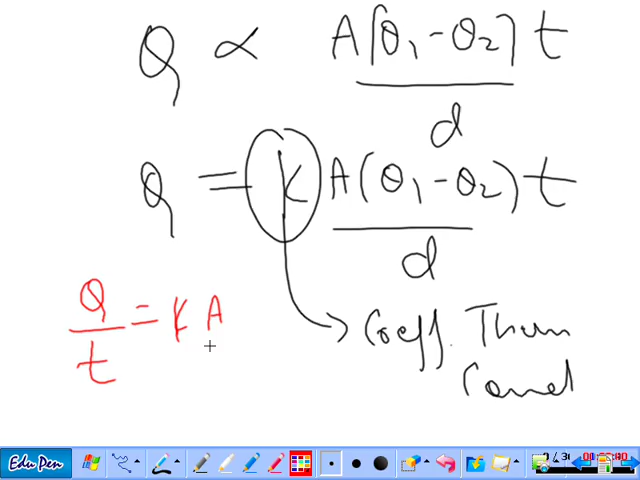 Q ∝ A(θ₁-θ₂)t / d
Q = K A(θ₁-θ₂)t / d
Q / t = K A
Coeff. Therm
Cond
Edu Pen